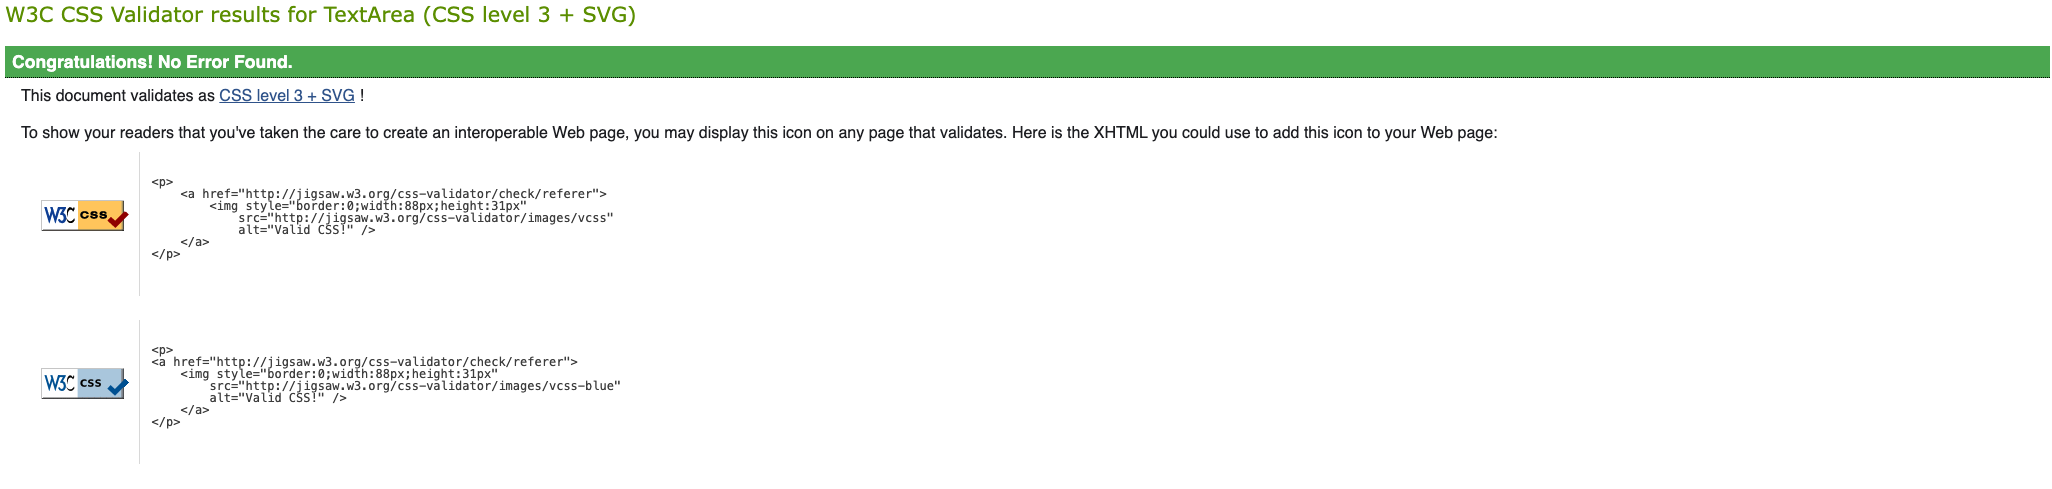 W3C CSS Validator results for TextArea (CSS level 3 + SVG)
Congratulations! No Error Found.
This document validates as CSS level 3 + SVG !
To show your readers that you've taken the care to create an interoperable Web page, you may display this icon on any page that validates. Here is the XHTML you could use to add this icon to your Web page:
W3C css
<p>
<a href="http://jigsaw.w3.org/css-validator/check/referer">
<img style="border:0;width:88px;height:31px"
src="http://jigsaw.w3.org/css-validator/images/vcss"
alt="Valid CSS!" />
</a>
</p>
W3C css
<p>
<a href="http://jigsaw.w3.org/css-validator/check/referer">
<img style="border:0;width:88px;height:31px"
src="http://jigsaw.w3.org/css-validator/images/vcss-blue"
alt="Valid CSS!" />
</a>
</p>